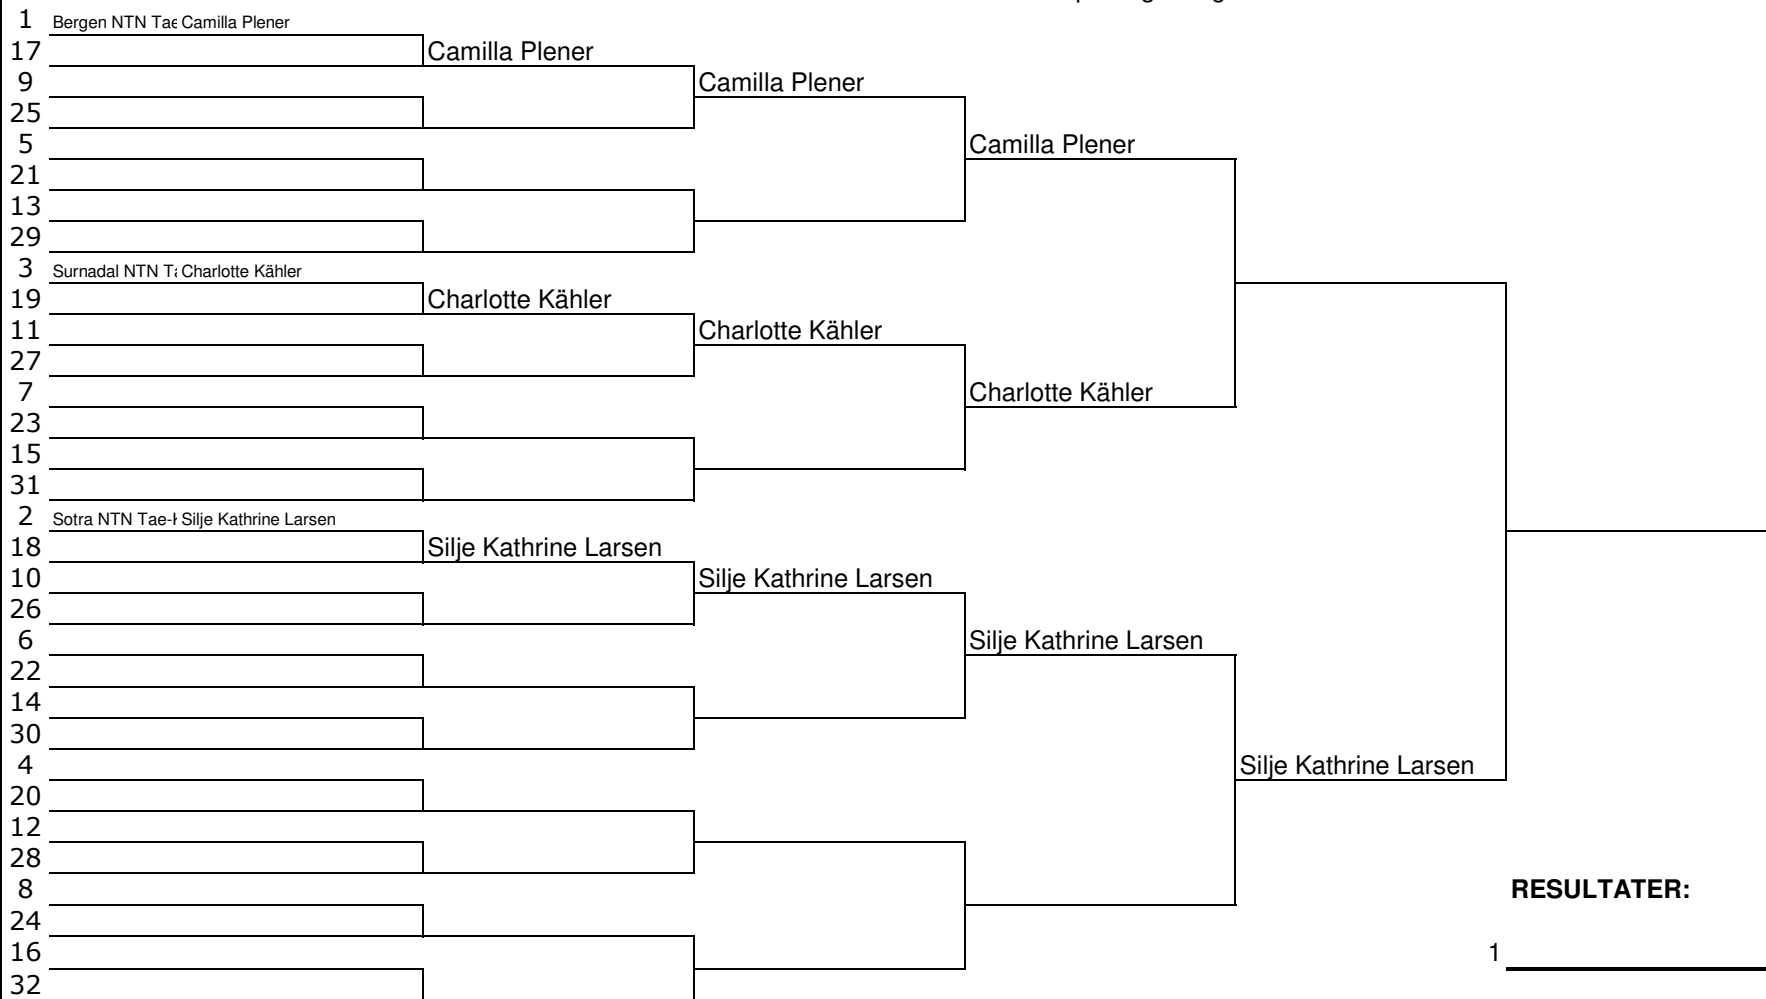 1 Bergen NTN Tae Camilla Plener
17 Camilla Plener
9 Camilla Plener
25
5 Camilla Plener
21
13
29
3 Surnadal NTN Ta Charlotte Kähler
19 Charlotte Kähler
11 Charlotte Kähler
27
7 Charlotte Kähler
23
15
31
2 Sotra NTN Tae-K Silje Kathrine Larsen
18 Silje Kathrine Larsen
10 Silje Kathrine Larsen
26
6 Silje Kathrine Larsen
22
14
30
4 Silje Kathrine Larsen
20
12
28
8 RESULTATER:
24
16 1
32